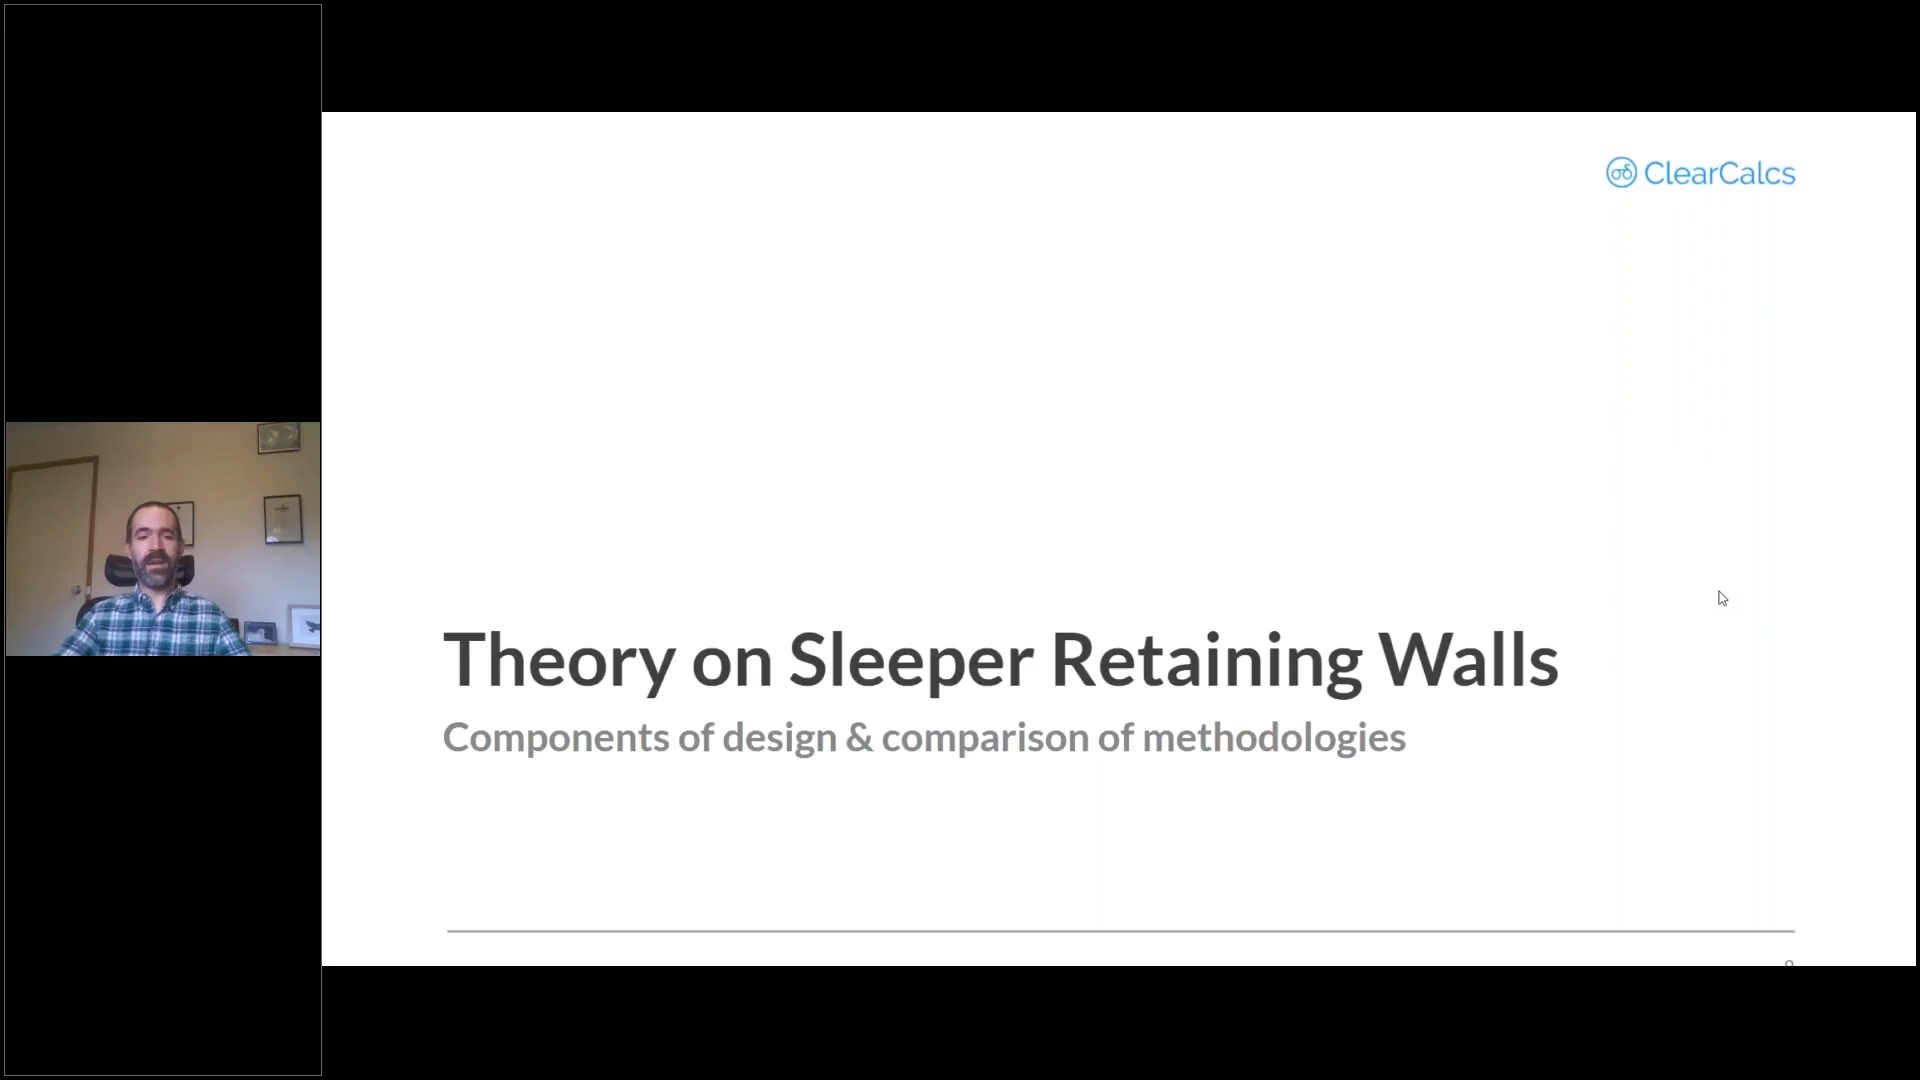 ClearCalcs
Theory on Sleeper Retaining Walls
Components of design & comparison of methodologies